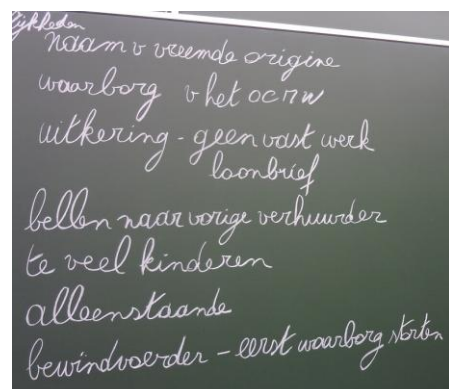 naam v vreemde origine
waarborg v het OCMW
uitkering - geen vast werk
loonbrief
bellen naar vorige verhuurder
te veel kinderen
alleenstaande
bewindvoerder - eerst waarborg storten